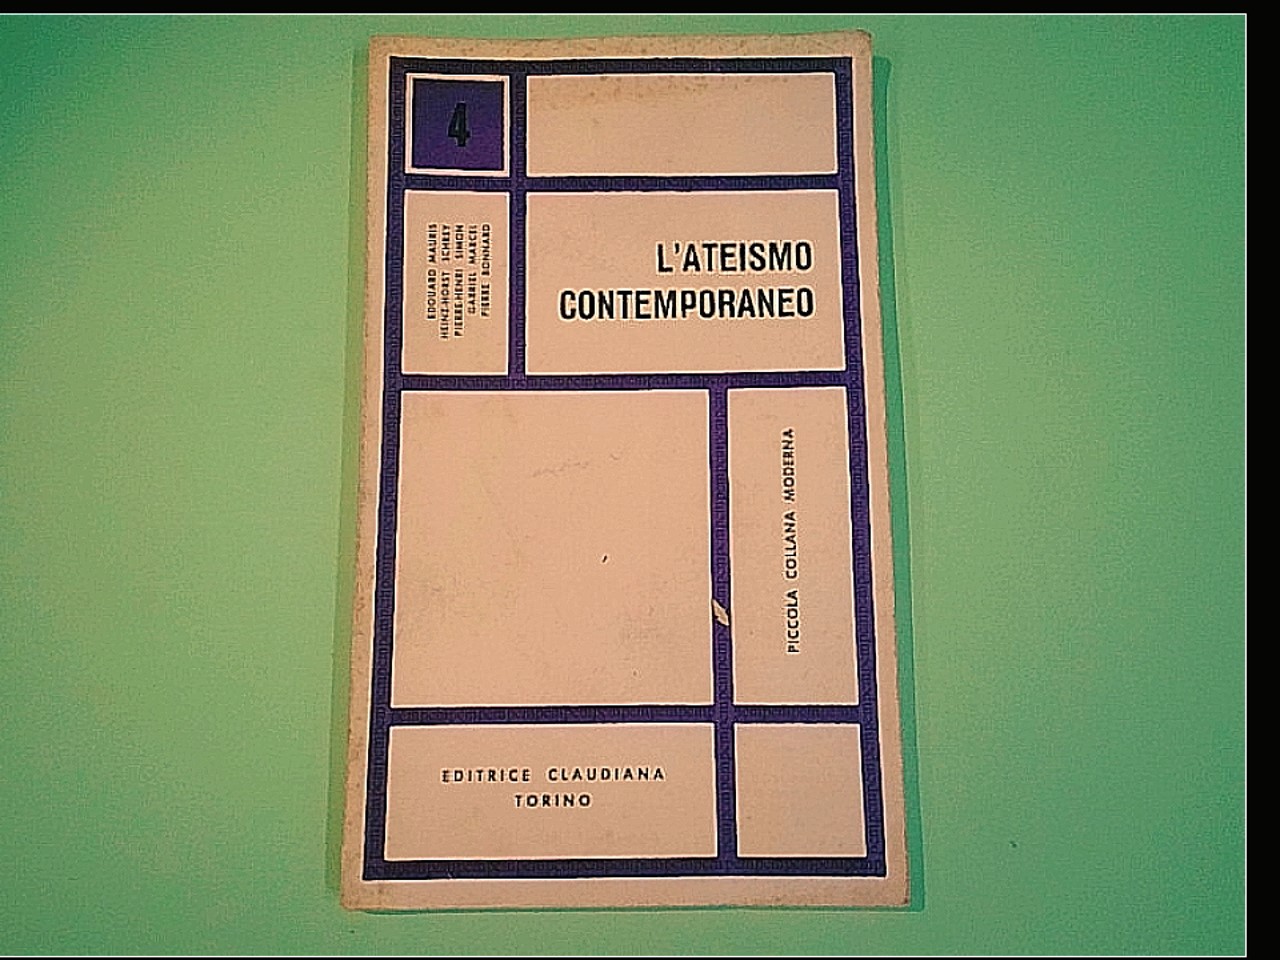 4
EDOUARD MAURIS
HEINZ-HORST SCHREY
PIERRE-HENRI SIMON
GABRIEL MARCEL
PIERRE BONNARD
L'ATEISMO
CONTEMPORANEO
PICCOLA COLLANA MODERNA
EDITRICE CLAUDIANA
TORINO